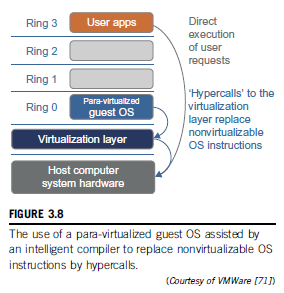 Ring 3
User apps
Ring 2
Ring 1
Ring 0
Para-virtualized
guest OS
Virtualization layer
Host computer
system hardware
Direct
execution
of user
requests
‘Hypercalls’ to the
virtualization
layer replace
nonvirtualizable
OS instructions
FIGURE 3.8
The use of a para-virtualized guest OS assisted by
an intelligent compiler to replace nonvirtualizable OS
instructions by hypercalls.
(Courtesy of VMWare [71])